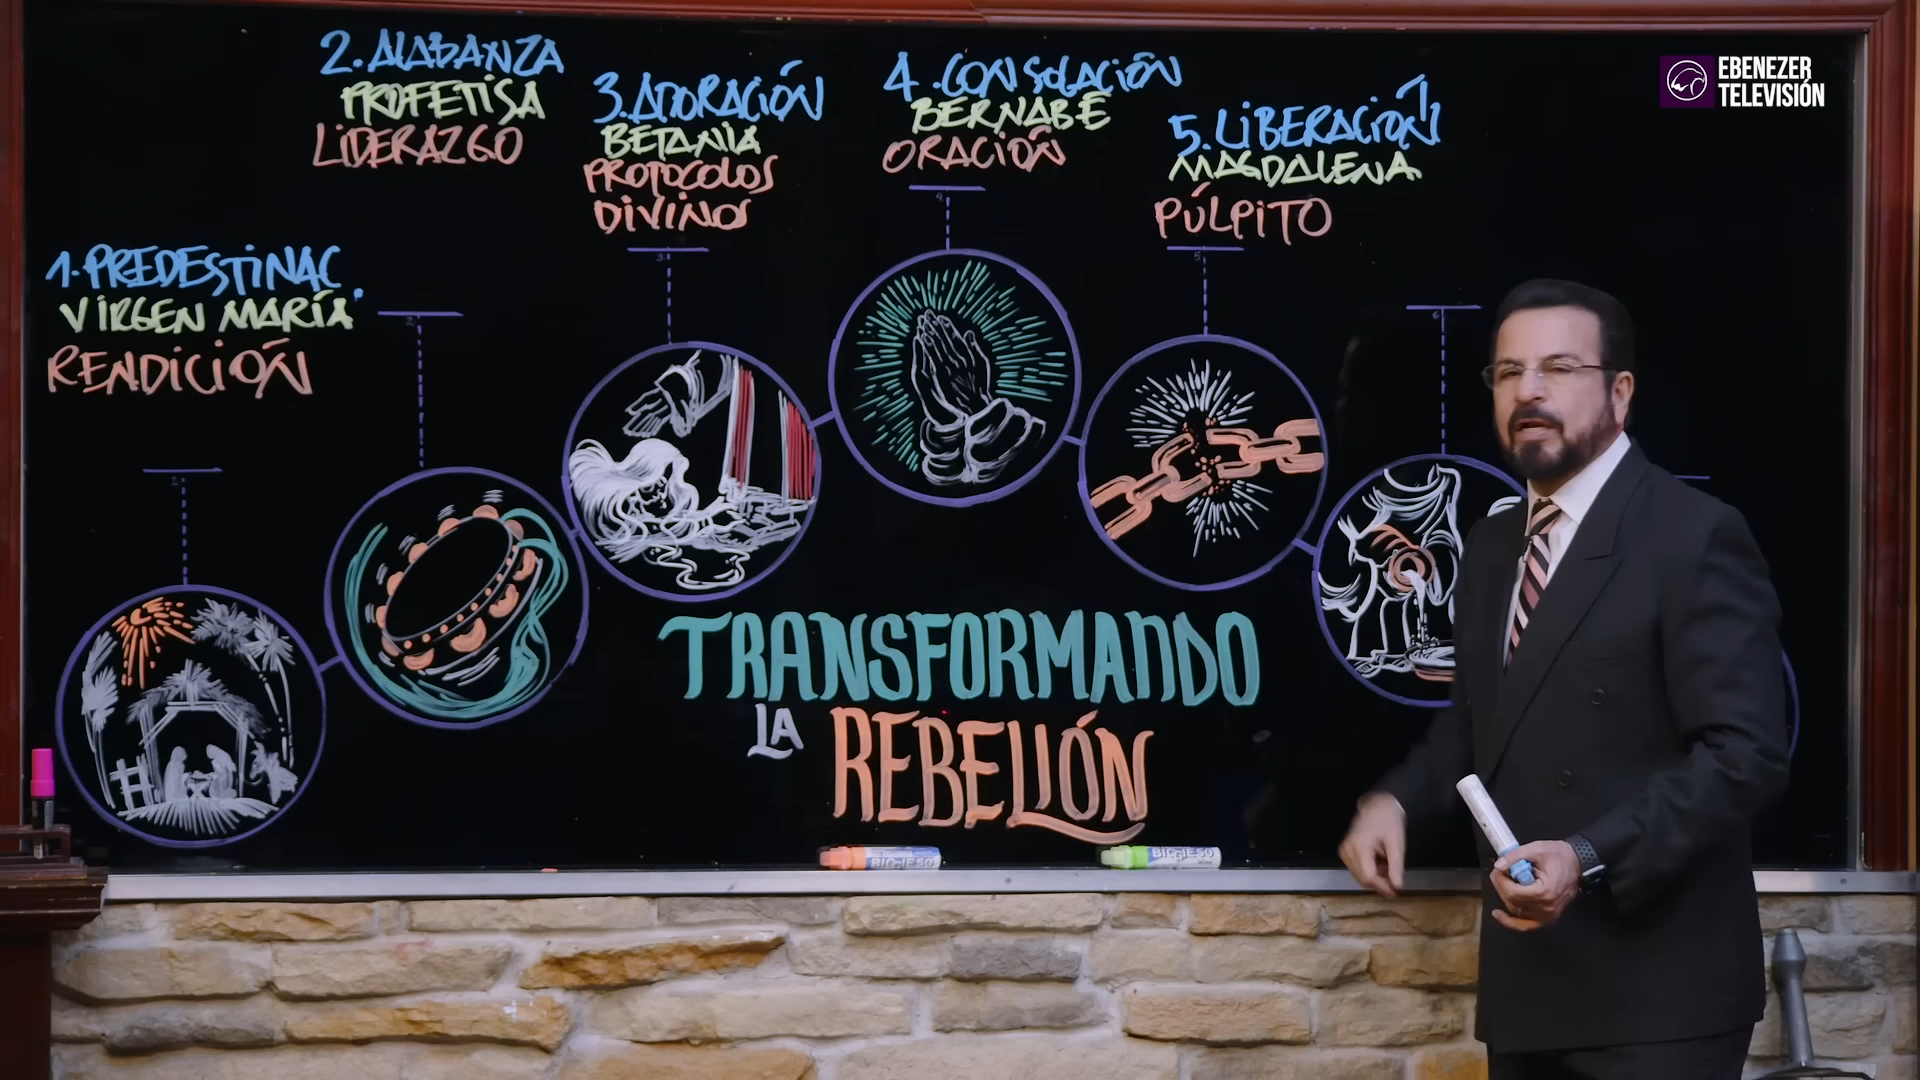 1. PREDESTINAC.
VIRGEN MARÍA
RENDICIÓN
2. ALABANZA
PROFETISA
LIDERAZGO
3. ADORACIÓN
BETANIA
PROTOCOLOS
DIVINOS
4. CONSOLACIÓN
BERNABE
ORACIÓN
5. LIBERACIÓN
MAGDALENA
PÚLPITO
EBENEZER
TELEVISIÓN
TRANSFORMANDO
LA REBELIÓN
BIGGIE 50
BIGGIE 50